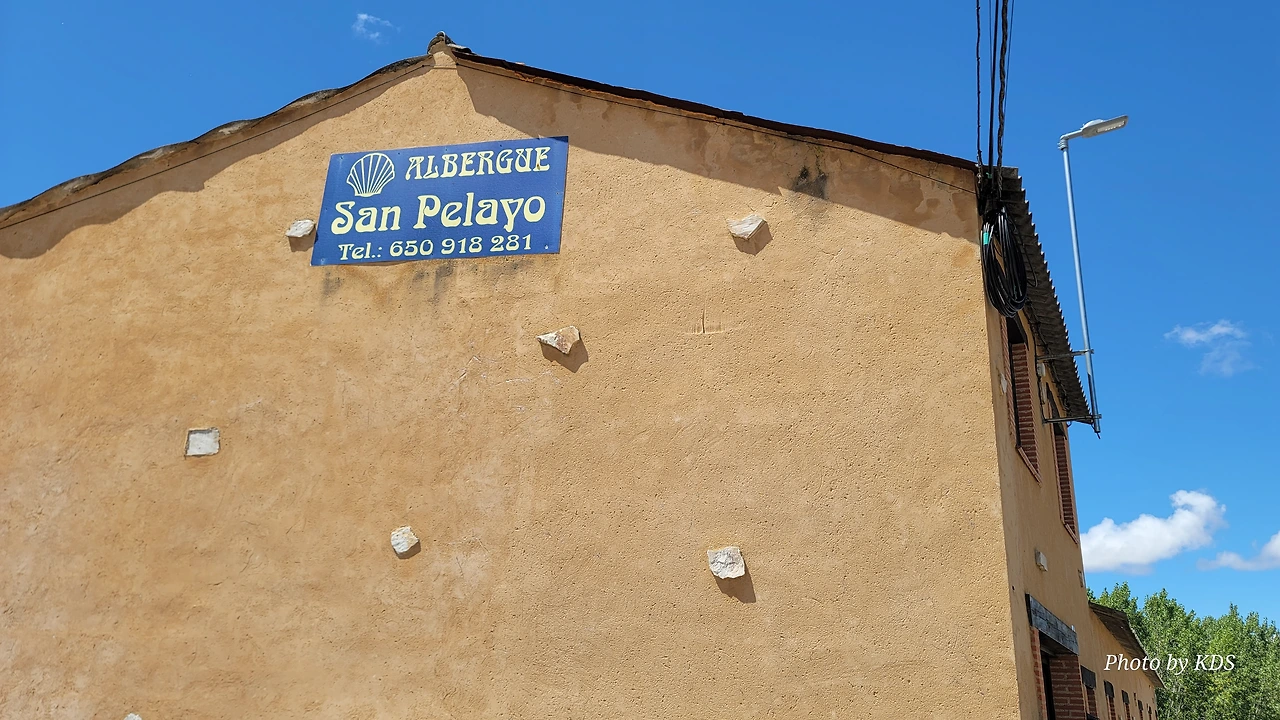 ALBERGUE
San Pelayo
Tel.: 650 918 281
Photo by KDS